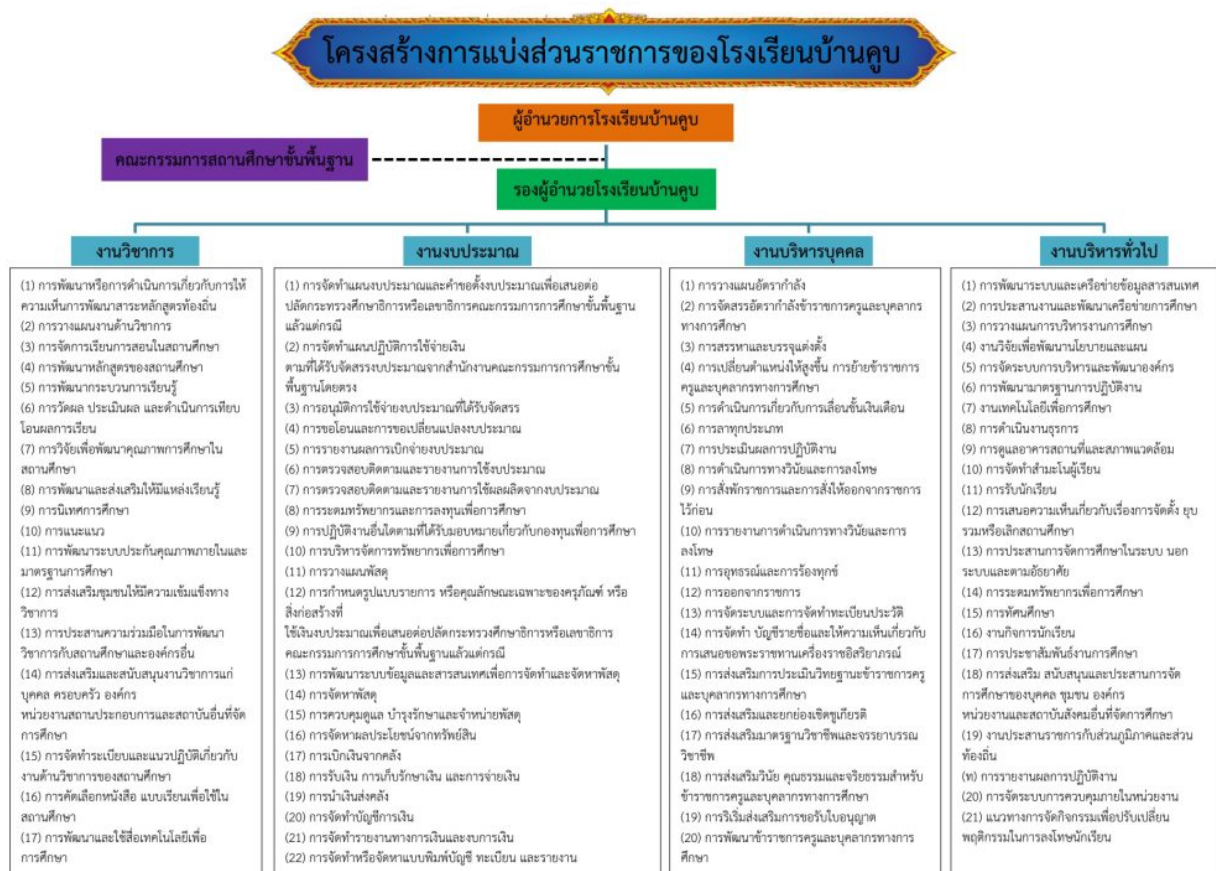 โครงสร้างการแบ่งส่วนราชการของโรงเรียนบ้านคูบ
ผู้อำนวยการโรงเรียนบ้านคูบ
คณะกรรมการสถานศึกษาขั้นพื้นฐาน
รองผู้อำนวยโรงเรียนบ้านคูบ
งานวิชาการ
(1) การพัฒนาหรือการดำเนินการเกี่ยวกับการให้
ความเห็นการพัฒนาสาระหลักสูตรท้องถิ่น
(2) การวางแผนงานด้านวิชาการ
(3) การจัดการเรียนการสอนในสถานศึกษา
(4) การพัฒนาหลักสูตรของสถานศึกษา
(5) การพัฒนากระบวนการเรียนรู้
(6) การวัดผล ประเมินผล และดำเนินการเทียบ
โอนผลการเรียน
(7) การวิจัยเพื่อพัฒนาคุณภาพการศึกษาใน
สถานศึกษา
(8) การพัฒนาและส่งเสริมให้มีแหล่งเรียนรู้
(9) การนิเทศการศึกษา
(10) การแนะแนว
(11) การพัฒนาระบบประกันคุณภาพภายในและ
มาตรฐานการศึกษา
(12) การส่งเสริมชุมชนให้มีความเข้มแข็งทาง
วิชาการ
(13) การประสานความร่วมมือในการพัฒนา
วิชาการกับสถานศึกษาและองค์กรอื่น
(14) การส่งเสริมและสนับสนุนงานวิชาการแก่
บุคคล ครอบครัว องค์กร
หน่วยงานสถานประกอบการและสถาบันอื่นที่จัด
การศึกษา
(15) การจัดทำระเบียบและแนวปฏิบัติเกี่ยวกับ
งานด้านวิชาการของสถานศึกษา
(16) การคัดเลือกหนังสือ แบบเรียนเพื่อใช้ใน
สถานศึกษา
(17) การพัฒนาและใช้สื่อเทคโนโลยีเพื่อ
การศึกษา
งานงบประมาณ
(1) การจัดทำแผนงบประมาณและคำขอตั้งงบประมาณเพื่อเสนอต่อ
ปลัดกระทรวงศึกษาธิการหรือเลขาธิการคณะกรรมการการศึกษาขั้นพื้นฐาน
แล้วแต่กรณี
(2) การจัดทำแผนปฏิบัติการใช้จ่ายเงิน
ตามที่ได้รับจัดสรรงบประมาณจากสำนักงานคณะกรรมการการศึกษาขั้น
พื้นฐานโดยตรง
(3) การอนุมัติการใช้จ่ายงบประมาณที่ได้รับจัดสรร
(4) การขอโอนและการขอเปลี่ยนแปลงงบประมาณ
(5) การรายงานผลการเบิกจ่ายงบประมาณ
(6) การตรวจสอบติดตามและรายงานการใช้งบประมาณ
(7) การตรวจสอบติดตามและรายงานการใช้ผลผลิตจากงบประมาณ
(8) การระดมทรัพยากรและการลงทุนเพื่อการศึกษา
(9) การปฏิบัติงานอื่นใดตามที่ได้รับมอบหมายเกี่ยวกับกองทุนเพื่อการศึกษา
(10) การบริหารจัดการทรัพยากรเพื่อการศึกษา
(11) การวางแผนพัสดุ
(12) การกำหนดรูปแบบรายการ หรือคุณลักษณะเฉพาะของครุภัณฑ์ หรือ
สิ่งก่อสร้างที่
ใช้เงินงบประมาณเพื่อเสนอต่อปลัดกระทรวงศึกษาธิการหรือเลขาธิการ
คณะกรรมการการศึกษาขั้นพื้นฐานแล้วแต่กรณี
(13) การพัฒนาระบบข้อมูลและสารสนเทศเพื่อการจัดทำและจัดหาพัสดุ
(14) การจัดหาพัสดุ
(15) การควบคุมดูแล บำรุงรักษาและจำหน่ายพัสดุ
(16) การจัดหาผลประโยชน์จากทรัพย์สิน
(17) การเบิกเงินจากคลัง
(18) การรับเงิน การเก็บรักษาเงิน และการจ่ายเงิน
(19) การนำเงินส่งคลัง
(20) การจัดทำบัญชีการเงิน
(21) การจัดทำรายงานทางการเงินและงบการเงิน
(22) การจัดทำหรือจัดหาแบบพิมพ์บัญชี ทะเบียน และรายงาน
งานบริหารบุคคล
(1) การวางแผนอัตรากำลัง
(2) การจัดสรรอัตรากำลังข้าราชการครูและบุคลากร
ทางการศึกษา
(3) การสรรหาและบรรจุแต่งตั้ง
(4) การเปลี่ยนตำแหน่งให้สูงขึ้น การย้ายข้าราชการ
ครูและบุคลากรทางการศึกษา
(5) การดำเนินการเกี่ยวกับการเลื่อนขั้นเงินเดือน
(6) การลาทุกประเภท
(7) การประเมินผลการปฏิบัติงาน
(8) การดำเนินการทางวินัยและการลงโทษ
(9) การสั่งพักราชการและการสั่งให้ออกจากราชการ
ไว้ก่อน
(10) การรายงานการดำเนินการทางวินัยและการ
ลงโทษ
(11) การอุทธรณ์และการร้องทุกข์
(12) การออกจากราชการ
(13) การจัดระบบและการจัดทำทะเบียนประวัติ
(14) การจัดทำ บัญชีรายชื่อและให้ความเห็นเกี่ยวกับ
การเสนอขอพระราชทานเครื่องราชอิสริยาภรณ์
(15) การส่งเสริมการประเมินวิทยฐานะข้าราชการครู
และบุคลากรทางการศึกษา
(16) การส่งเสริมและยกย่องเชิดชูเกียรติ
(17) การส่งเสริมมาตรฐานวิชาชีพและจรรยาบรรณ
วิชาชีพ
(18) การส่งเสริมวินัย คุณธรรมและจริยธรรมสำหรับ
ข้าราชการครูและบุคลากรทางการศึกษา
(19) การริเริ่มส่งเสริมการขอรับใบอนุญาต
(20) การพัฒนาข้าราชการครูและบุคลากรทางการ
ศึกษา
งานบริหารทั่วไป
(1) การพัฒนาระบบและเครือข่ายข้อมูลสารสนเทศ
(2) การประสานงานและพัฒนาเครือข่ายการศึกษา
(3) การวางแผนการบริหารงานการศึกษา
(4) งานวิจัยเพื่อพัฒนานโยบายและแผน
(5) การจัดระบบการบริหารและพัฒนาองค์กร
(6) การพัฒนามาตรฐานการปฏิบัติงาน
(7) งานเทคโนโลยีเพื่อการศึกษา
(8) การดำเนินงานธุรการ
(9) การดูแลอาคารสถานที่และสภาพแวดล้อม
(10) การจัดทำสำมะโนผู้เรียน
(11) การรับนักเรียน
(12) การเสนอความเห็นเกี่ยวกับเรื่องการจัดตั้ง ยุบ
รวมหรือเลิกสถานศึกษา
(13) การประสานการจัดการศึกษาในระบบ นอก
ระบบและตามอัธยาศัย
(14) การระดมทรัพยากรเพื่อการศึกษา
(15) การทัศนศึกษา
(16) งานกิจการนักเรียน
(17) การประชาสัมพันธ์งานการศึกษา
(18) การส่งเสริม สนับสนุนและประสานการจัด
การศึกษาของบุคคล ชุมชน องค์กร
หน่วยงานและสถาบันสังคมอื่นที่จัดการศึกษา
(19) งานประสานราชการกับส่วนภูมิภาคและส่วน
ท้องถิ่น
(ท) การรายงานผลการปฏิบัติงาน
(20) การจัดระบบการควบคุมภายในหน่วยงาน
(21) แนวทางการจัดกิจกรรมเพื่อปรับเปลี่ยน
พฤติกรรมในการลงโทษนักเรียน